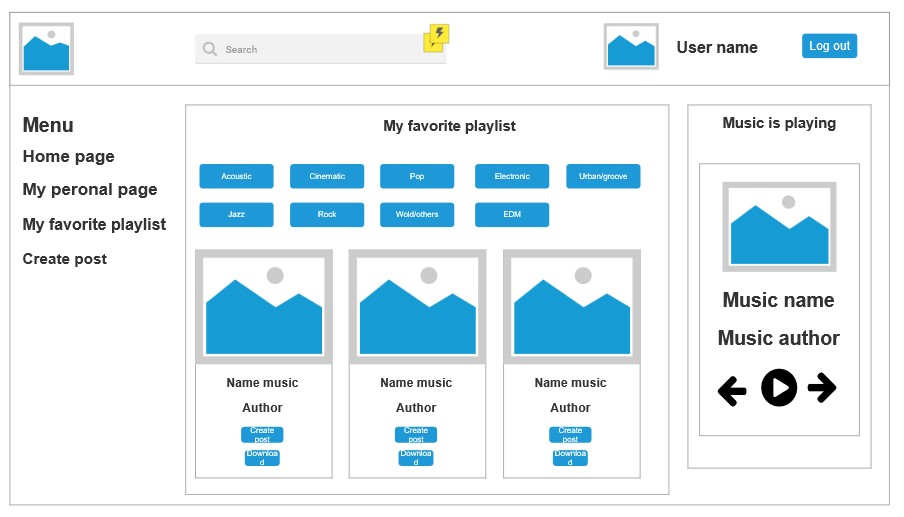 Search
User name
Log out
Menu
Home page
My peronal page
My favorite playlist
Create post
My favorite playlist
Acoustic
Cinematic
Pop
Electronic
Urban/groove
Jazz
Rock
Wold/others
EDM
Name music
Author
Create
post
Downloa
d
Name music
Author
Create
post
Downloa
d
Name music
Author
Create
post
Downloa
d
Music is playing
Music name
Music author